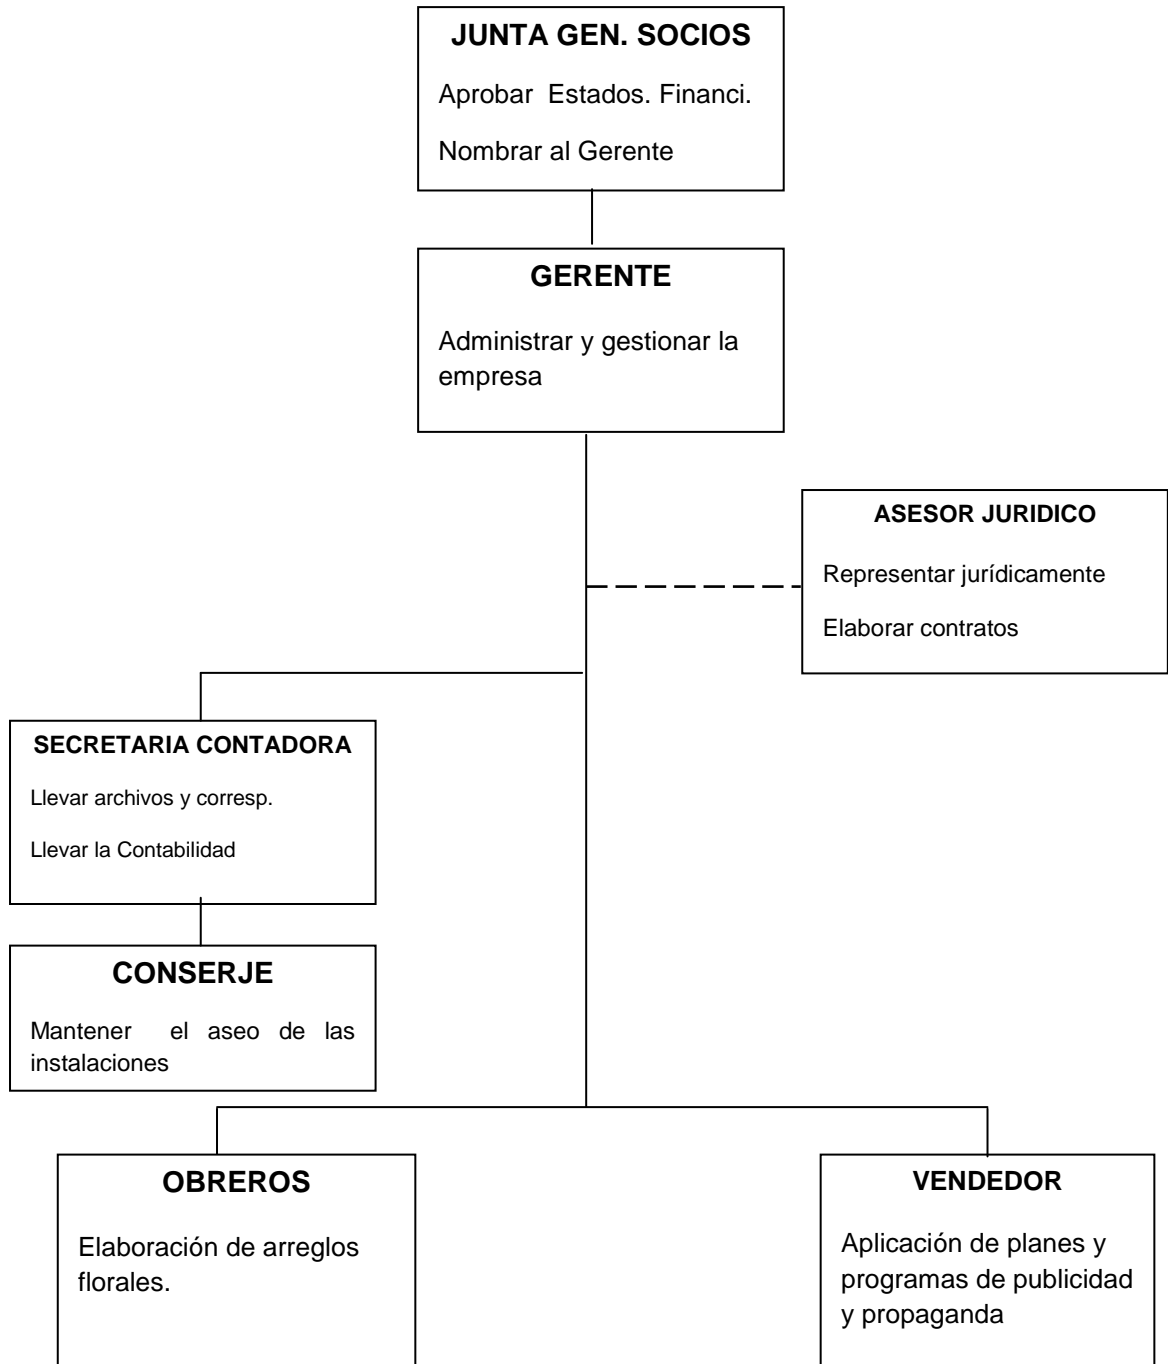 JUNTA GEN. SOCIOS
Aprobar Estados. Financi.
Nombrar al Gerente
GERENTE
Administrar y gestionar la
empresa
ASESOR JURIDICO
Representar jurídicamente
Elaborar contratos
SECRETARIA CONTADORA
Llevar archivos y corresp.
Llevar la Contabilidad
CONSERJE
Mantener el aseo de las
instalaciones
OBREROS
Elaboración de arreglos
florales.
VENDEDOR
Aplicación de planes y
programas de publicidad
y propaganda